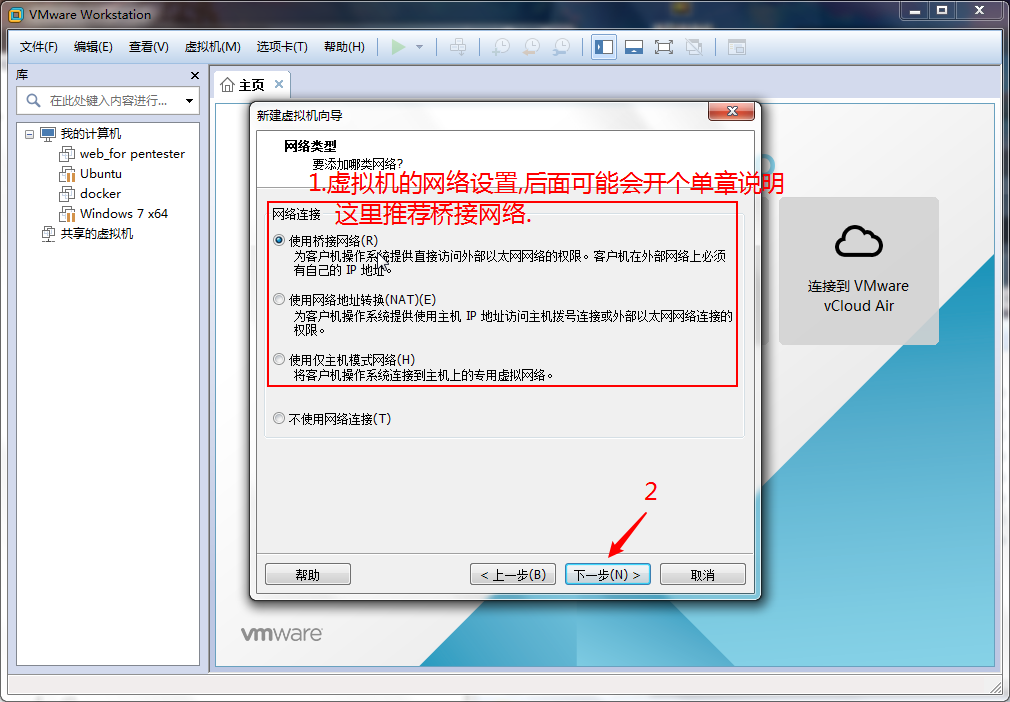 VMware Workstation
文件(F) 编辑(E) 查看(V) 虚拟机(M) 选项卡(T) 帮助(H)
库
在此处键入内容进行...
我的计算机
web_for pentester
Ubuntu
docker
Windows 7 x64
共享的虚拟机
主页
新建虚拟机向导
网络类型
要添加哪类网络?
1.虚拟机的网络设置,后面可能会开个单章说明
这里推荐桥接网络.
网络连接
使用桥接网络(R)
为客户机操作系统提供直接访问外部以太网网络的权限。客户机在外部网络上必须
有自己的 IP 地址。
使用网络地址转换(NAT)(E)
为客户机操作系统提供使用主机 IP 地址访问主机拨号连接或外部以太网网络连接的
权限。
使用仅主机模式网络(H)
将客户机操作系统连接到主机上的专用虚拟网络。
不使用网络连接(T)
2
帮助
< 上一步(B)
下一步(N) >
取消
连接到 VMware
vCloud Air
vmware